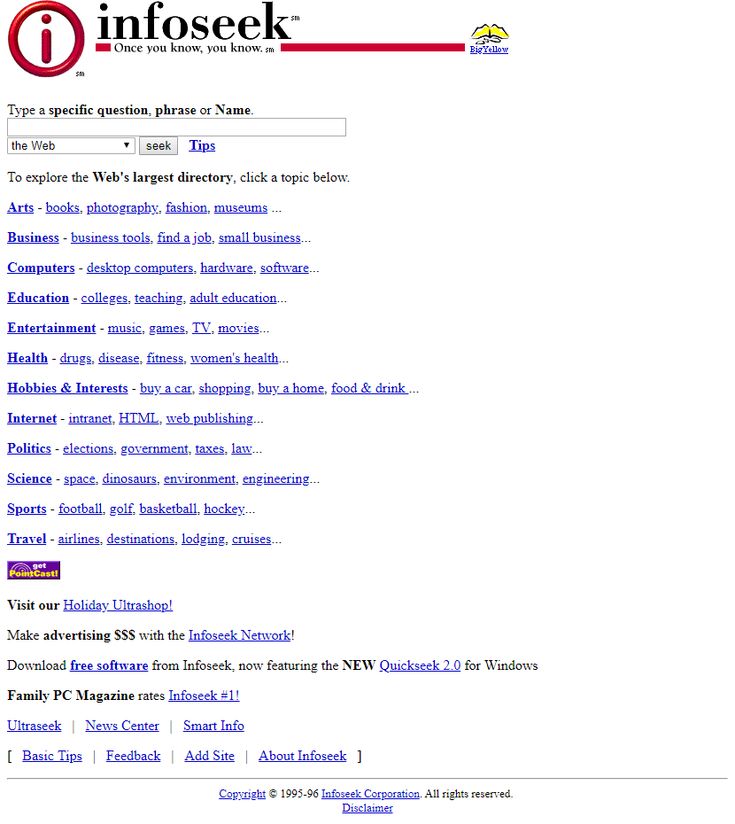 infoseek sm
Once you know, you know. sm
sm
BigYellow
Type a specific question, phrase or Name.
the Web seek Tips
To explore the Web's largest directory, click a topic below.
Arts - books, photography, fashion, museums ...
Business - business tools, find a job, small business...
Computers - desktop computers, hardware, software...
Education - colleges, teaching, adult education...
Entertainment - music, games, TV, movies...
Health - drugs, disease, fitness, women's health...
Hobbies & Interests - buy a car, shopping, buy a home, food & drink ...
Internet - intranet, HTML, web publishing...
Politics - elections, government, taxes, law...
Science - space, dinosaurs, environment, engineering...
Sports - football, golf, basketball, hockey...
Travel - airlines, destinations, lodging, cruises...
get
PointCast!
Visit our Holiday Ultrashop!
Make advertising $$$ with the Infoseek Network!
Download free software from Infoseek, now featuring the NEW Quickseek 2.0 for Windows
Family PC Magazine rates Infoseek #1!
Ultraseek | News Center | Smart Info
[ Basic Tips | Feedback | Add Site | About Infoseek ]
Copyright © 1995-96 Infoseek Corporation. All rights reserved.
Disclaimer